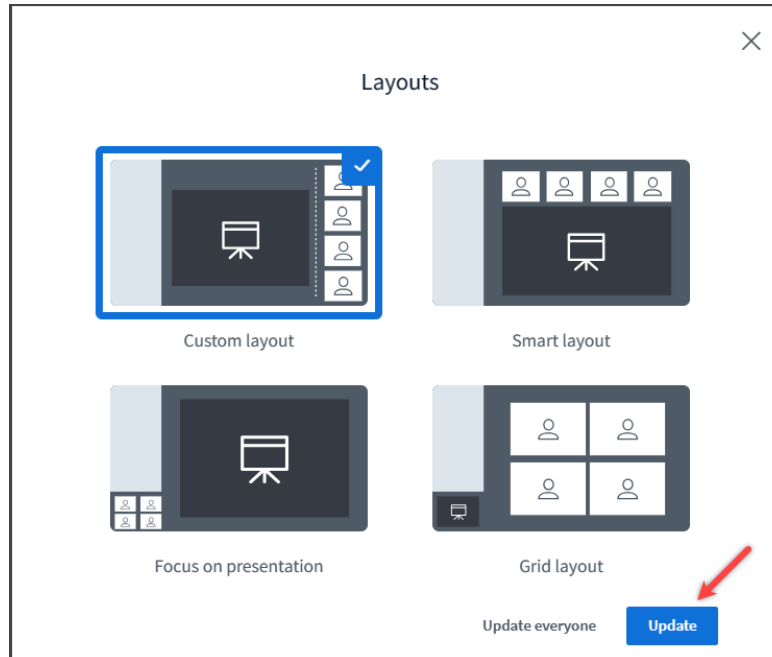 Layouts
Custom layout
Smart layout
Focus on presentation
Grid layout
Update everyone
Update